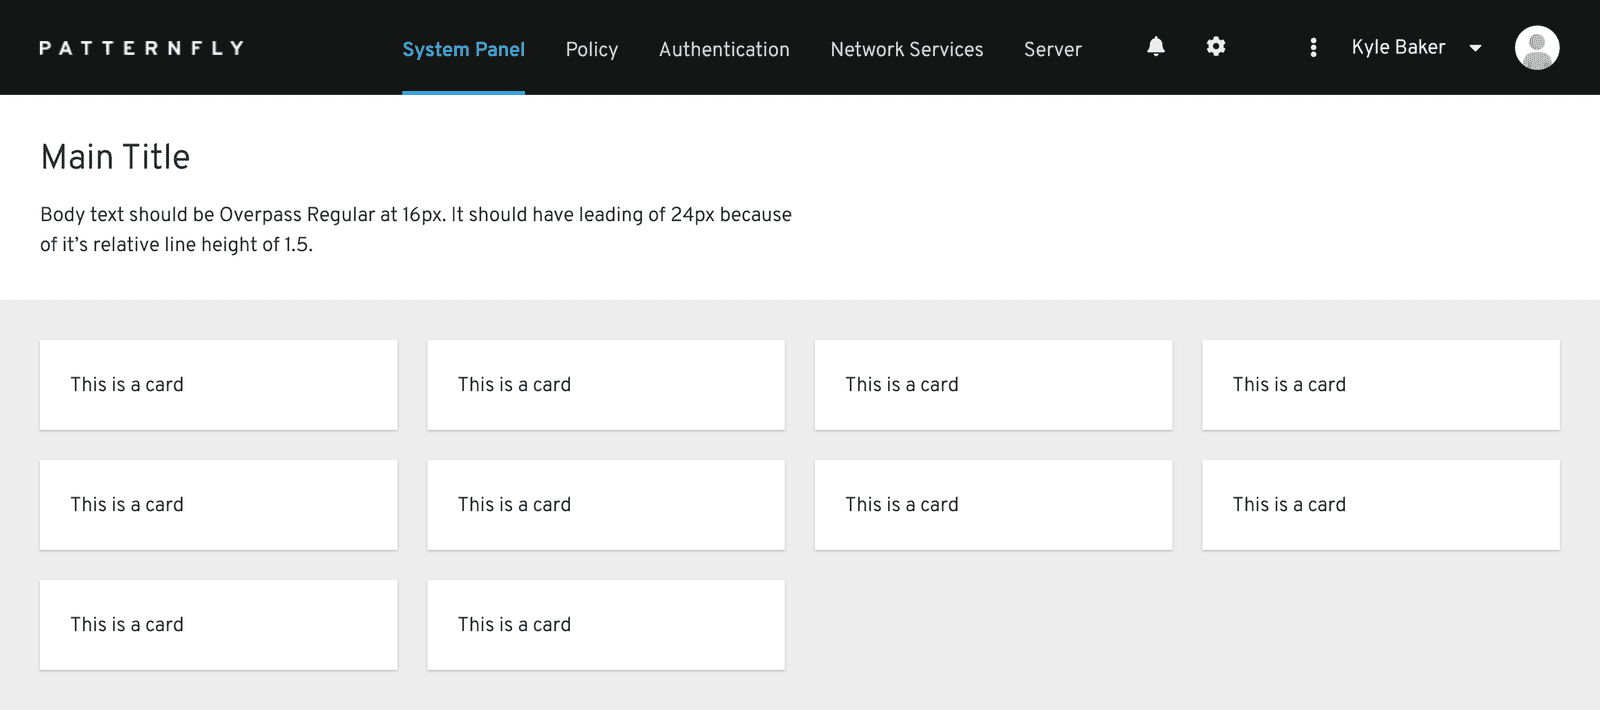 PATTERNFLY
System Panel Policy Authentication Network Services Server Kyle Baker
Main Title
Body text should be Overpass Regular at 16px. It should have leading of 24px because
of it’s relative line height of 1.5.
This is a card This is a card This is a card This is a card
This is a card This is a card This is a card This is a card
This is a card This is a card